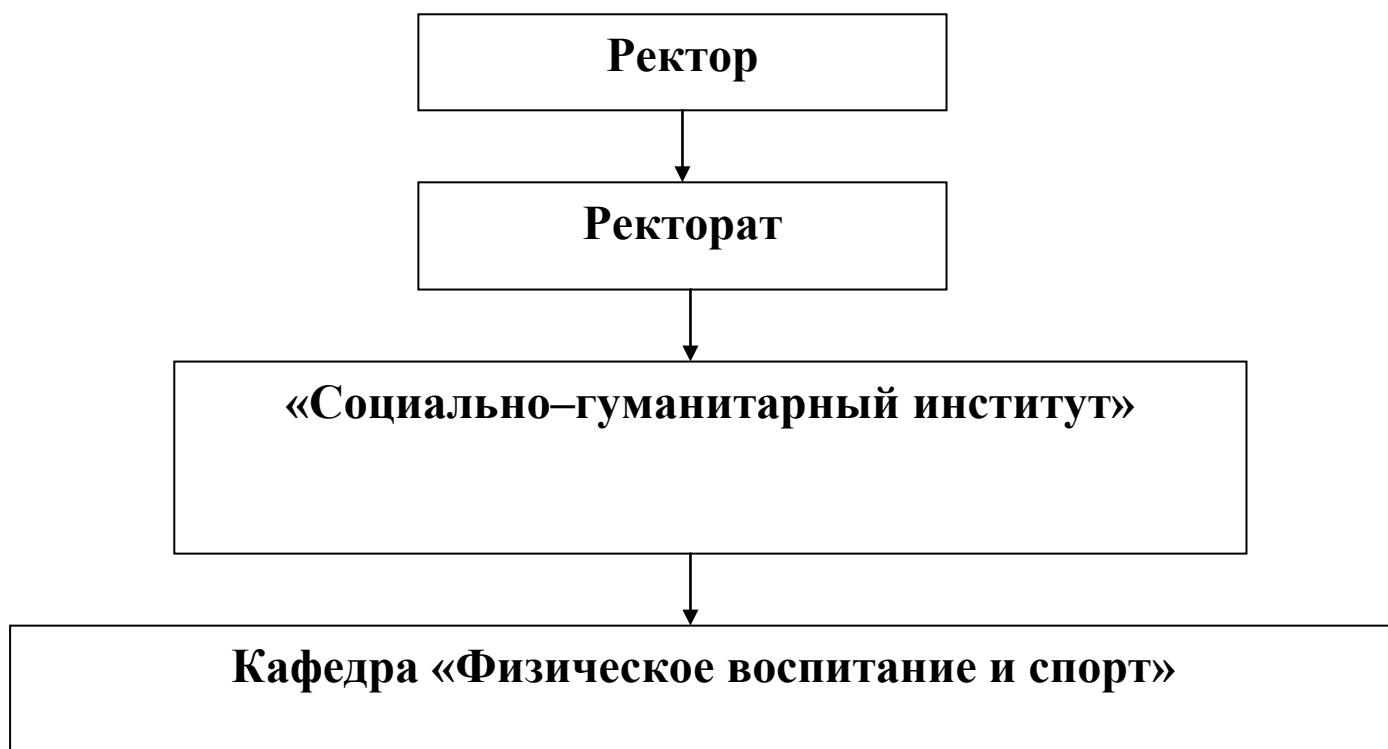 Ректор
Ректорат
«Социально–гуманитарный институт»
Кафедра «Физическое воспитание и спорт»